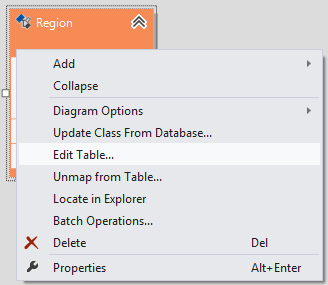 Region
Add
Collapse
Diagram Options
Update Class From Database...
Edit Table...
Unmap from Table...
Locate in Explorer
Batch Operations...
Delete Del
Properties Alt+Enter